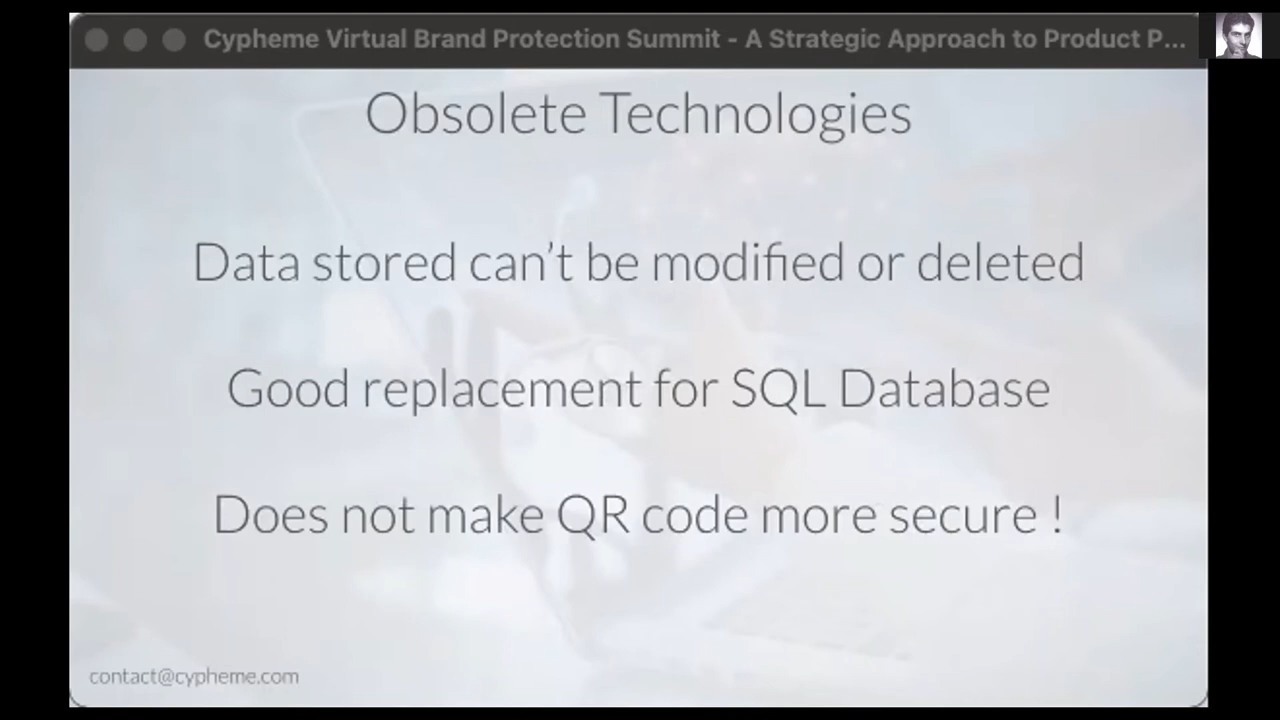 Cypheme Virtual Brand Protection Summit - A Strategic Approach to Product P...
Obsolete Technologies
Data stored can't be modified or deleted
Good replacement for SQL Database
Does not make QR code more secure !
contact@cypheme.com